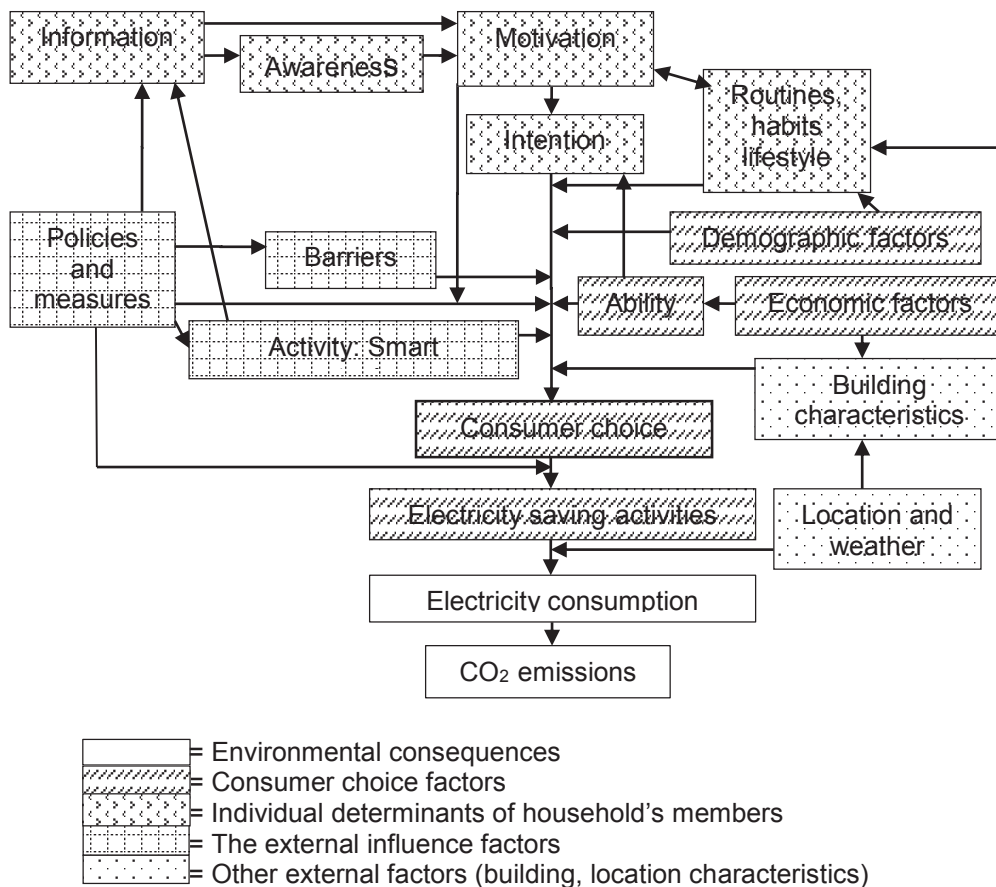 Information
Motivation
Awareness
Routines,
habits
lifestyle
Intention
Policies
and
measures
Demographic factors
Barriers
Ability
Economic factors
Activity: Smart
Building
characteristics
Consumer choice
Electricity saving activities
Location and
weather
Electricity consumption
CO₂ emissions
= Environmental consequences
= Consumer choice factors
= Individual determinants of household’s members
= The external influence factors
= Other external factors (building, location characteristics)